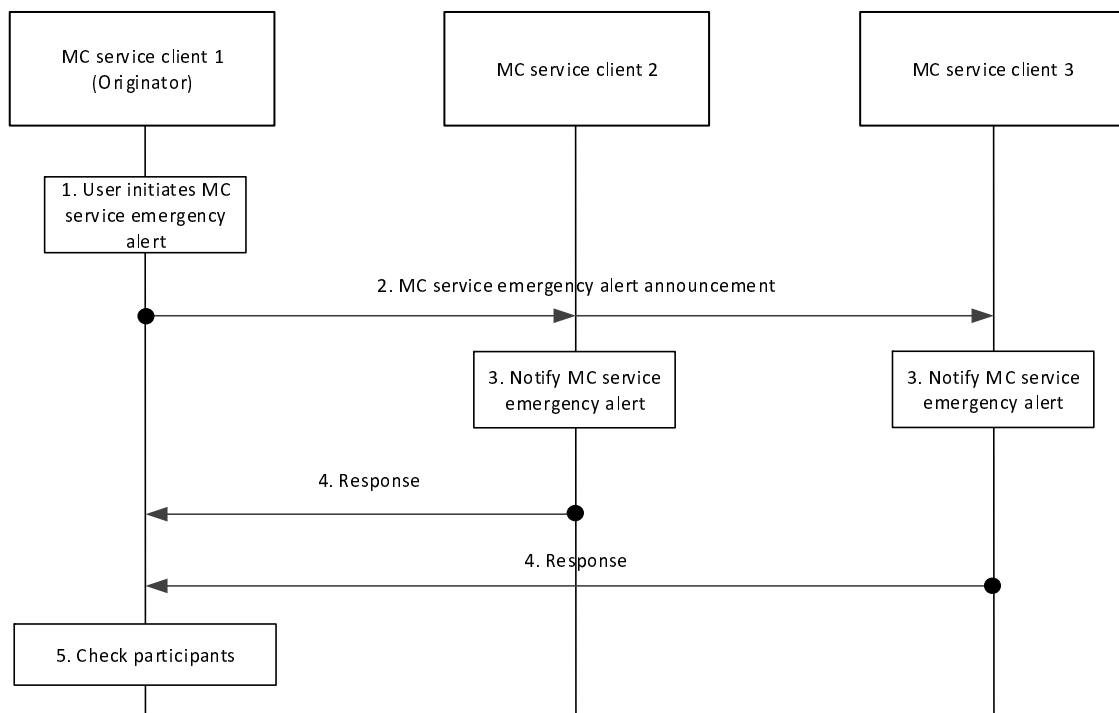 MC service client 1
(Originator)
MC service client 2
MC service client 3
1. User initiates MC
service emergency
alert
2. MC service emergency alert announcement
3. Notify MC service
emergency alert
3. Notify MC service
emergency alert
4. Response
4. Response
5. Check participants